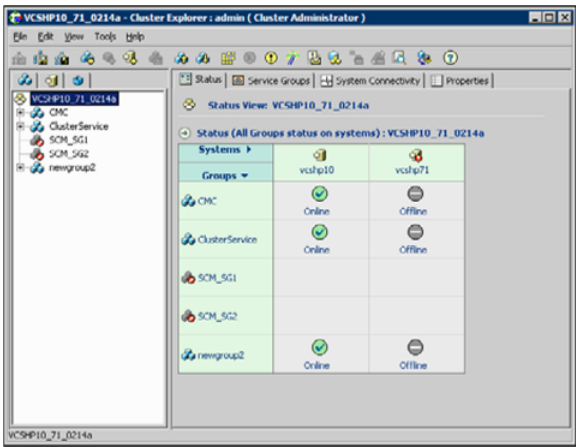 VCSHP10_71_0214a - Cluster Explorer : admin ( Cluster Administrator )
File Edit View Tools Help
Status Service Groups System Connectivity Properties
VCSHP10_71_0214a
CMC
ClusterService
SCM_SG1
SCM_SG2
newgroup2
Status View: VCSHP10_71_0214a
Status (All Groups status on systems) : VCSHP10_71_0214a
Systems
Groups
vcshp10 vcshp71
CMC Online Offline
ClusterService Online Offline
SCM_SG1
SCM_SG2
newgroup2 Online Offline
VCSHP10_71_0214a